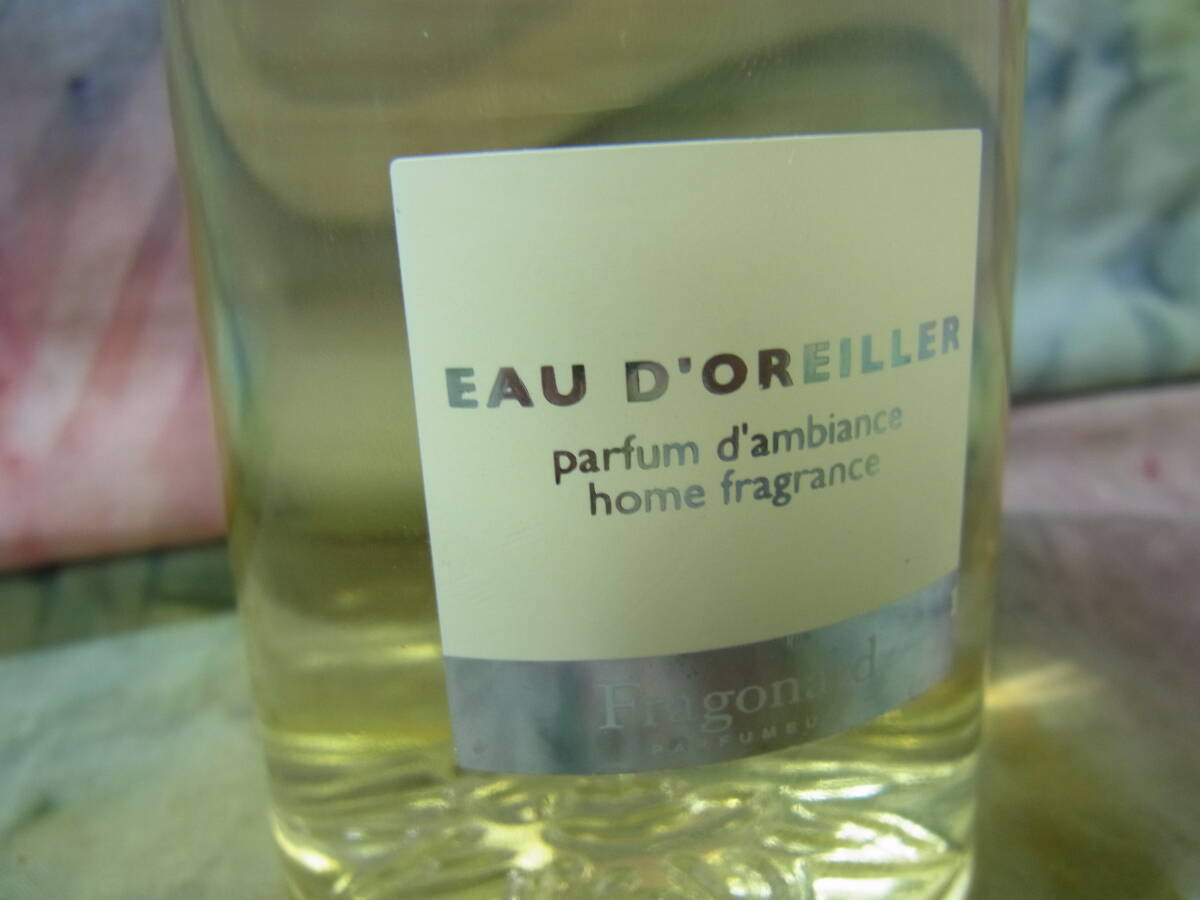 EAU D'OREILLER
parfum d'ambiance
home fragrance
Fragonard